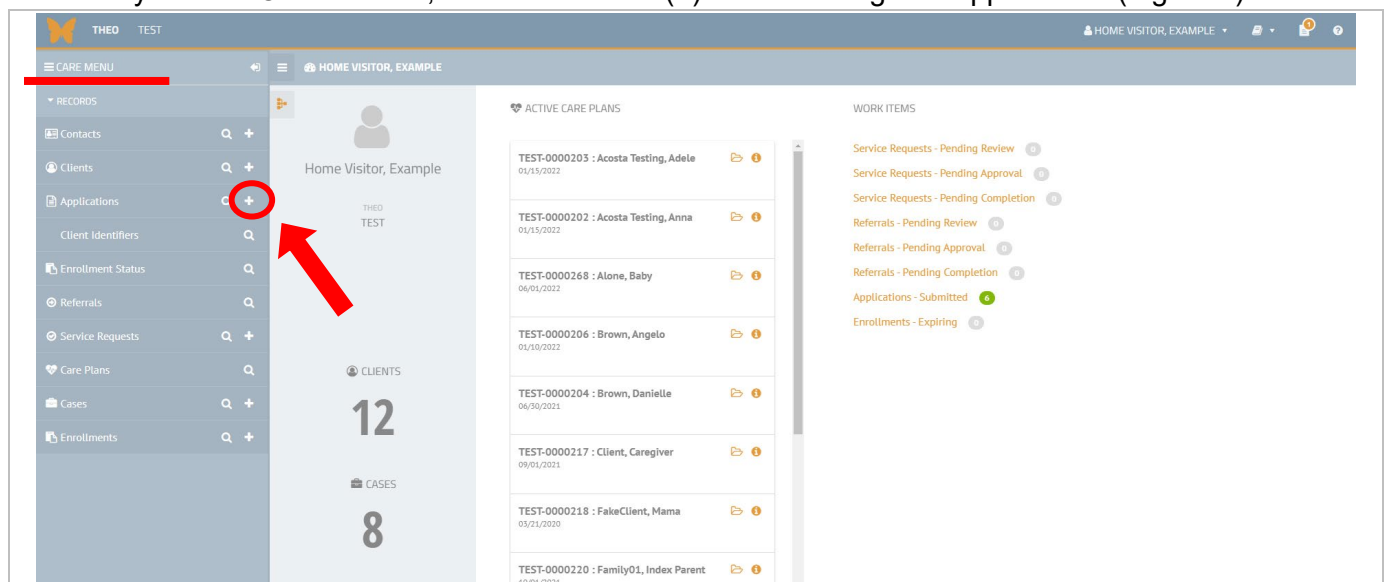 THEO TEST
HOME VISITOR, EXAMPLE
1
CARE MENU
HOME VISITOR, EXAMPLE
RECORDS
Contacts
Clients
Applications
Client Identifiers
Enrollment Status
Referrals
Service Requests
Care Plans
Cases
Enrollments
Home Visitor, Example
THEO
TEST
CLIENTS
12
CASES
8
ACTIVE CARE PLANS
TEST-0000203 : Acosta Testing, Adele
01/15/2022
TEST-0000202 : Acosta Testing, Anna
01/15/2022
TEST-0000268 : Alone, Baby
06/01/2022
TEST-0000206 : Brown, Angelo
01/10/2022
TEST-0000204 : Brown, Danielle
06/30/2021
TEST-0000217 : Client, Caregiver
09/01/2021
TEST-0000218 : FakeClient, Mama
03/21/2020
TEST-0000220 : Family01, Index Parent
WORK ITEMS
Service Requests - Pending Review 0
Service Requests - Pending Approval 0
Service Requests - Pending Completion 0
Referrals - Pending Review 0
Referrals - Pending Approval 0
Referrals - Pending Completion 0
Applications - Submitted 6
Enrollments - Expiring 0